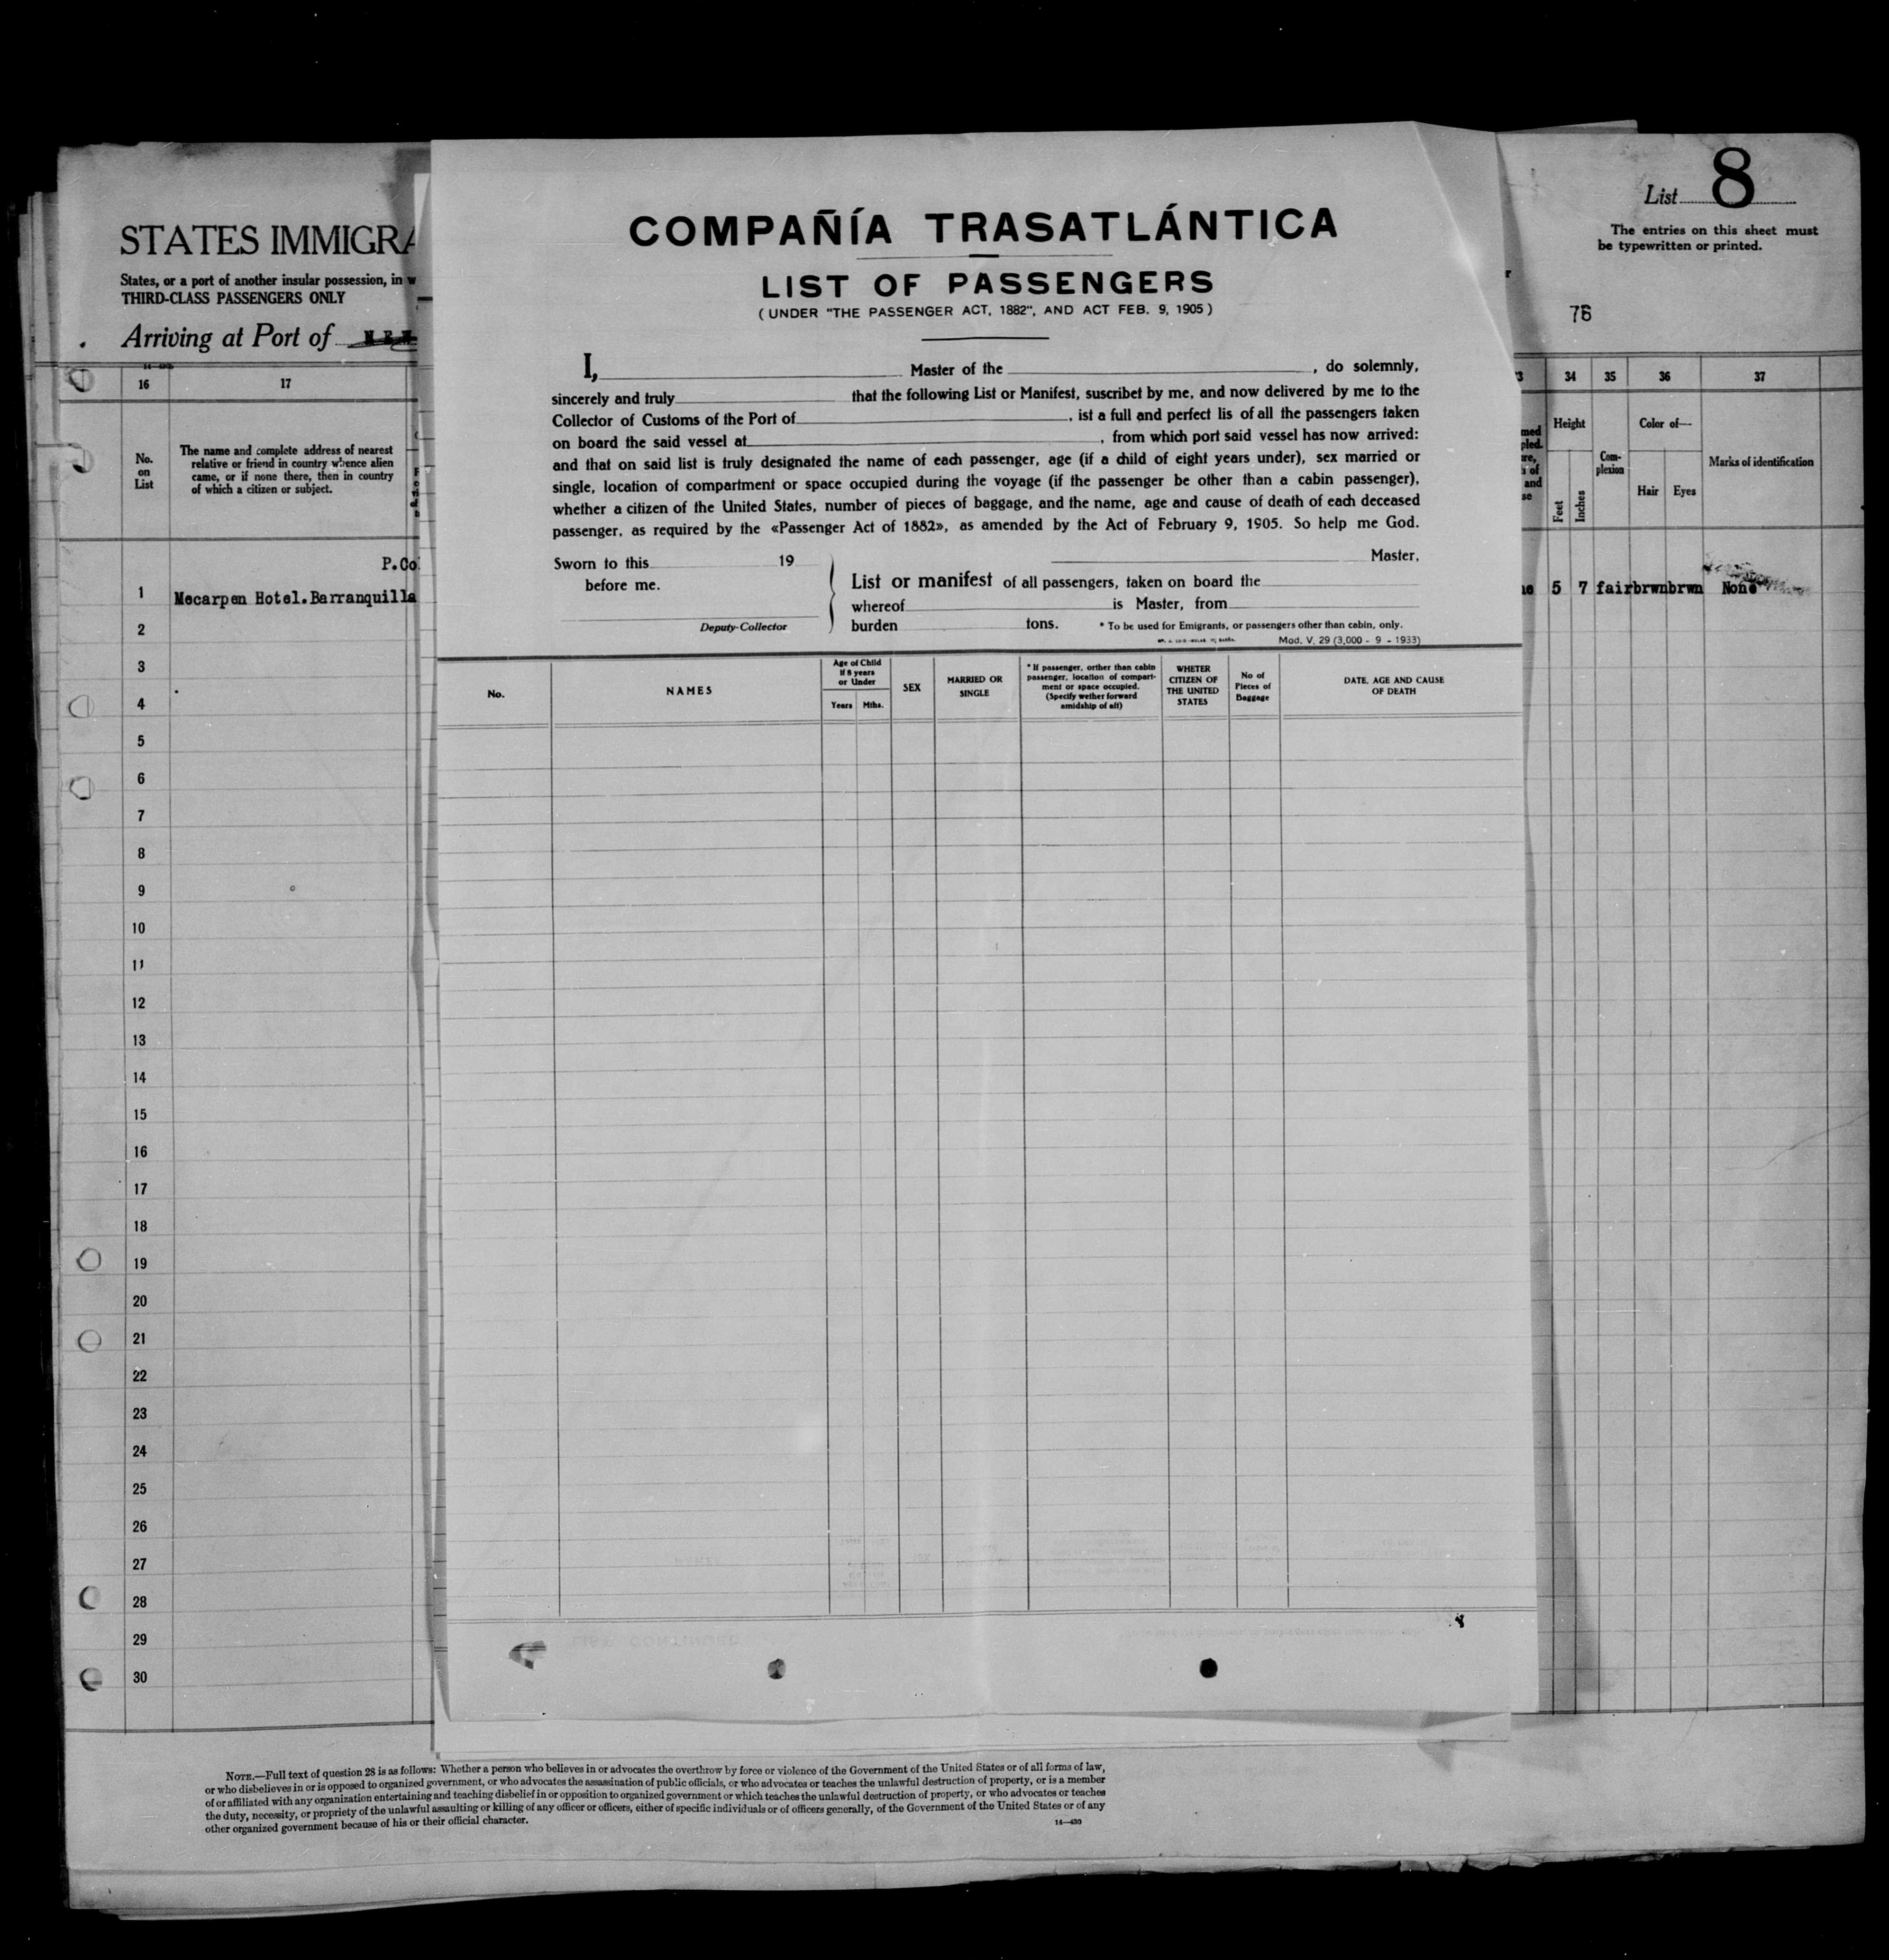 STATES IMMIGRA
States, or a port of another insular possession, in w
THIRD-CLASS PASSENGERS ONLY
Arriving at Port of
16
17
No.
on
List
The name and complete address of nearest
relative or friend in country whence alien
came, or if none there, then in country
of which a citizen or subject.
P.Co
1 Mecarpen Hotel.Barranquilla
2
3
4
5
6
7
8
9
10
11
12
13
14
15
16
17
18
19
20
21
22
23
24
25
26
27
28
29
30
COMPAÑÍA TRASATLÁNTICA
LIST OF PASSENGERS
( UNDER "THE PASSENGER ACT, 1882", AND ACT FEB. 9, 1905 )
I, Master of the , do solemnly,
sincerely and truly that the following List or Manifest, suscribet by me, and now delivered by me to the
Collector of Customs of the Port of , ist a full and perfect lis of all the passengers taken
on board the said vessel at , from which port said vessel has now arrived:
and that on said list is truly designated the name of each passenger, age (if a child of eight years under), sex married or
single, location of compartment or space occupied during the voyage (if the passenger be other than a cabin passenger),
whether a citizen of the United States, number of pieces of baggage, and the name, age and cause of death of each deceased
passenger, as required by the «Passenger Act of 1882», as amended by the Act of February 9, 1905. So help me God.
Sworn to this 19
before me.
Deputy-Collector
Master,
List or manifest of all passengers, taken on board the
whereof is Master, from
burden tons. * To be used for Emigrants, or passengers other than cabin, only.
Mod. V. 29 (3,000 - 9 - 1933)
No.
NAMES
Age of Child
If 8 years
or Under
Years Mths.
SEX
MARRIED OR
SINGLE
* If passenger, orther than cabin
passenger, location of compart-
ment or space occupied.
(Specify wether forward
amidship of aft)
WHETER
CITIZEN OF
THE UNITED
STATES
No of
Pieces of
Baggage
DATE, AGE AND CAUSE
OF DEATH
List 8
The entries on this sheet must
be typewritten or printed.
34 35 36 37
Height
Feet
Inches
Com-
plexion
Color of—
Hair Eyes
Marks of identification
5 7 fair brwn brwn None
NOTE.—Full text of question 28 is as follows: Whether a person who believes in or advocates the overthrow by force or violence of the Government of the United States or of all forms of law,
or who disbelieves in or is opposed to organized government, or who advocates the assassination of public officials, or who advocates or teaches the unlawful destruction of property, or is a member
of or affiliated with any organization entertaining and teaching disbelief in or opposition to organized government or which teaches the unlawful destruction of property, or who advocates or teaches
the duty, necessity, or propriety of the unlawful assaulting or killing of any officer or officers, either of specific individuals or of officers generally, of the Government of the United States or of any
other organized government because of his or their official character.
14—430